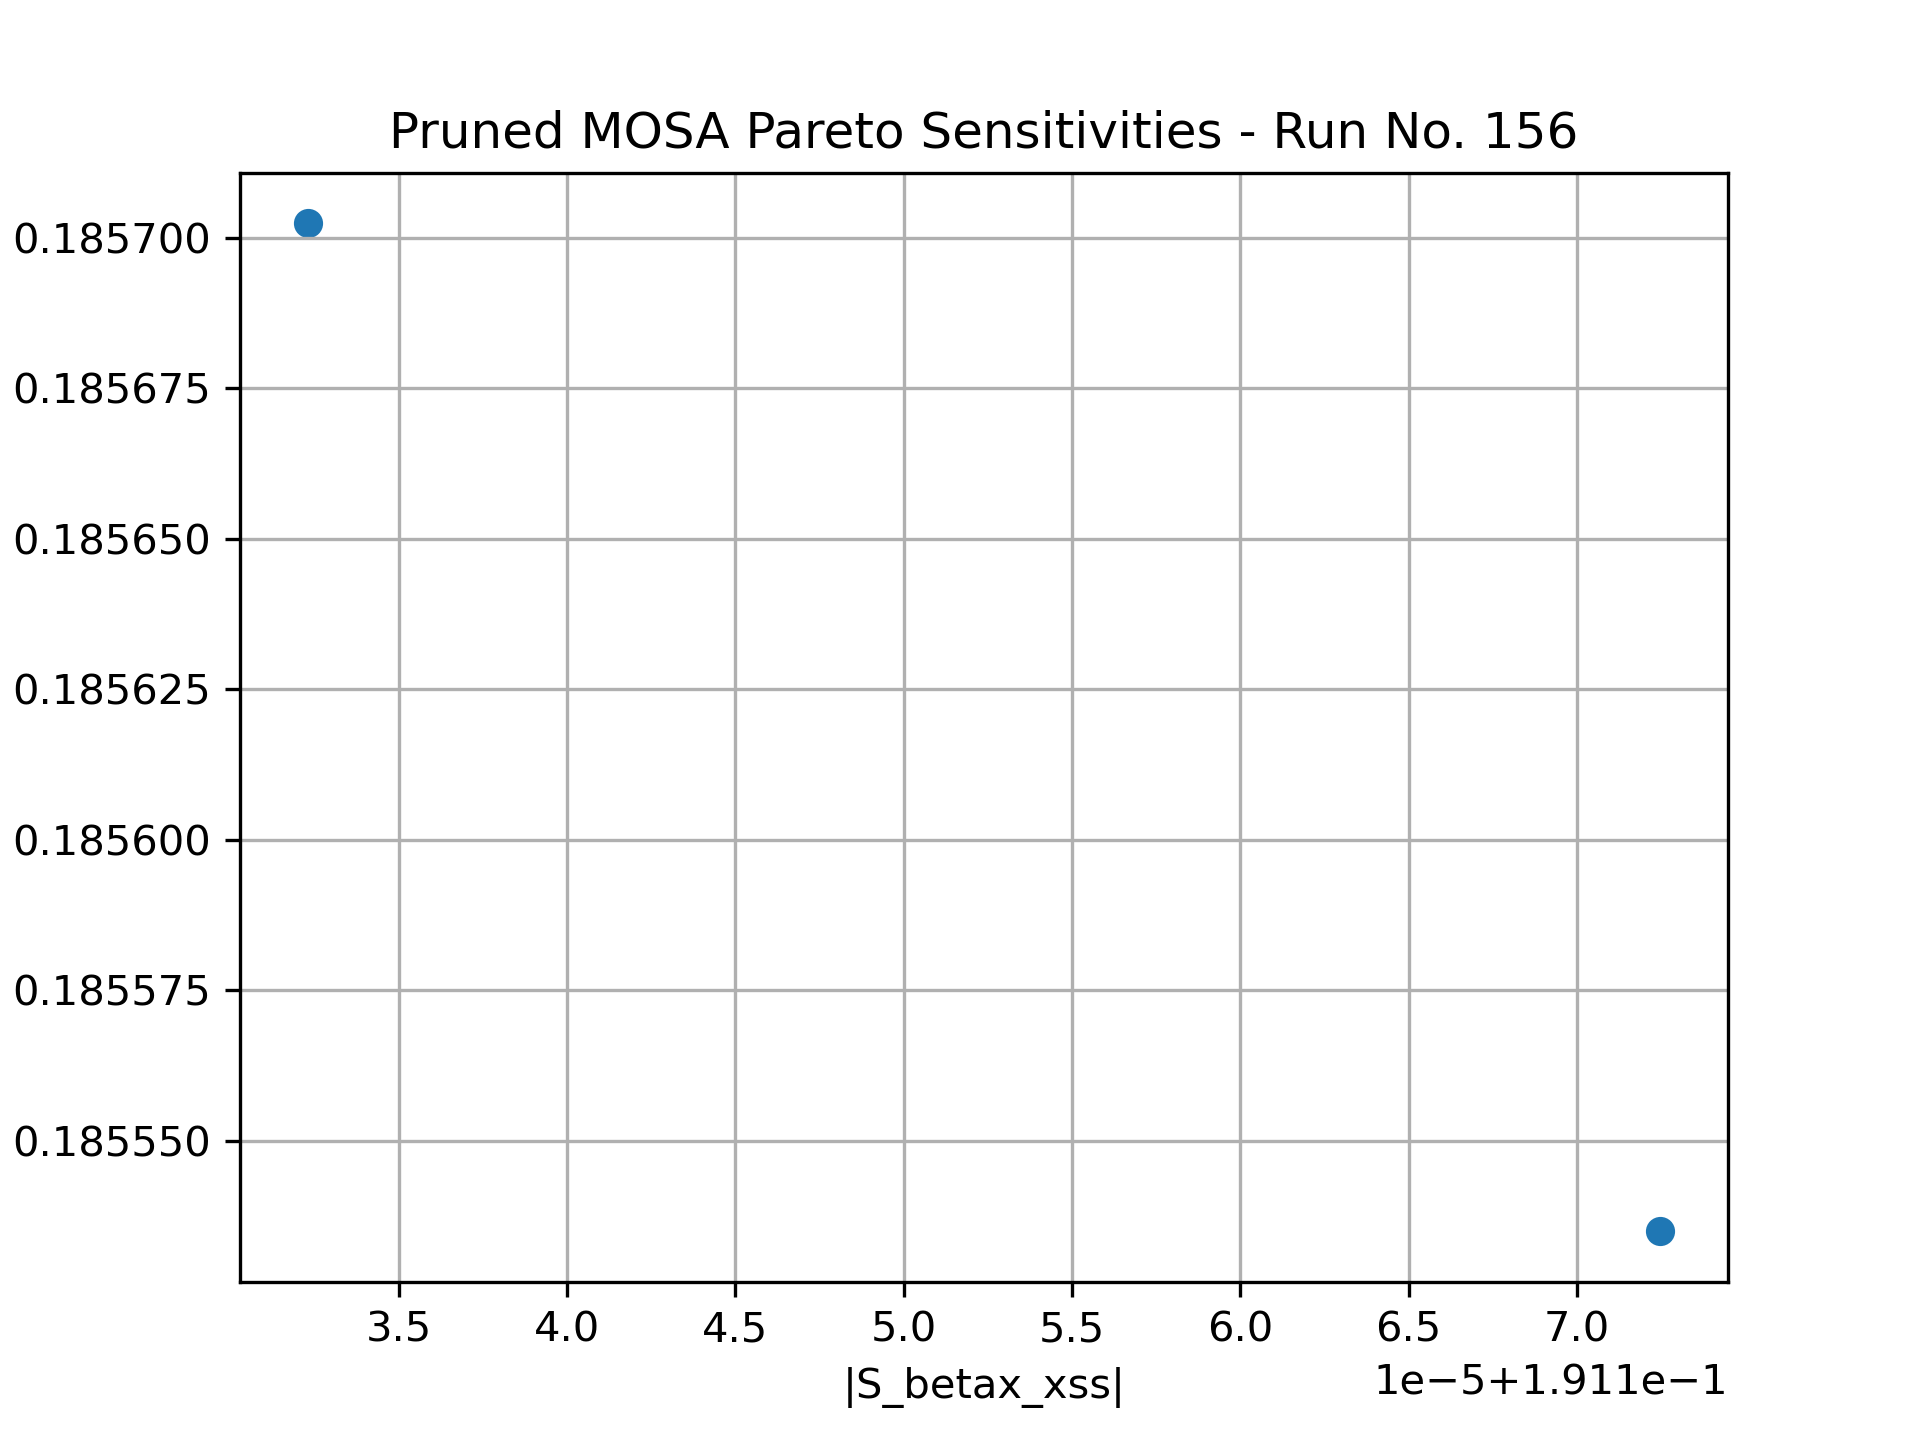 Pruned MOSA Pareto Sensitivities - Run No. 156
0.185700
0.185675
0.185650
0.185625
0.185600
0.185575
0.185550
3.5 4.0 4.5 5.0 5.5 6.0 6.5 7.0
|S_betax_xss|
1e−5+1.911e−1